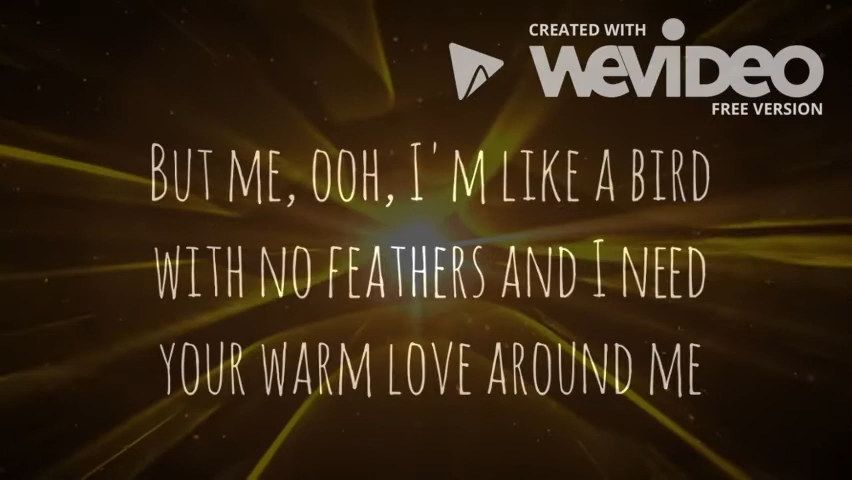 CREATED WITH
WEVIDEO
FREE VERSION
BUT ME, OOH, I'M LIKE A BIRD
WITH NO FEATHERS AND I NEED
YOUR WARM LOVE AROUND ME